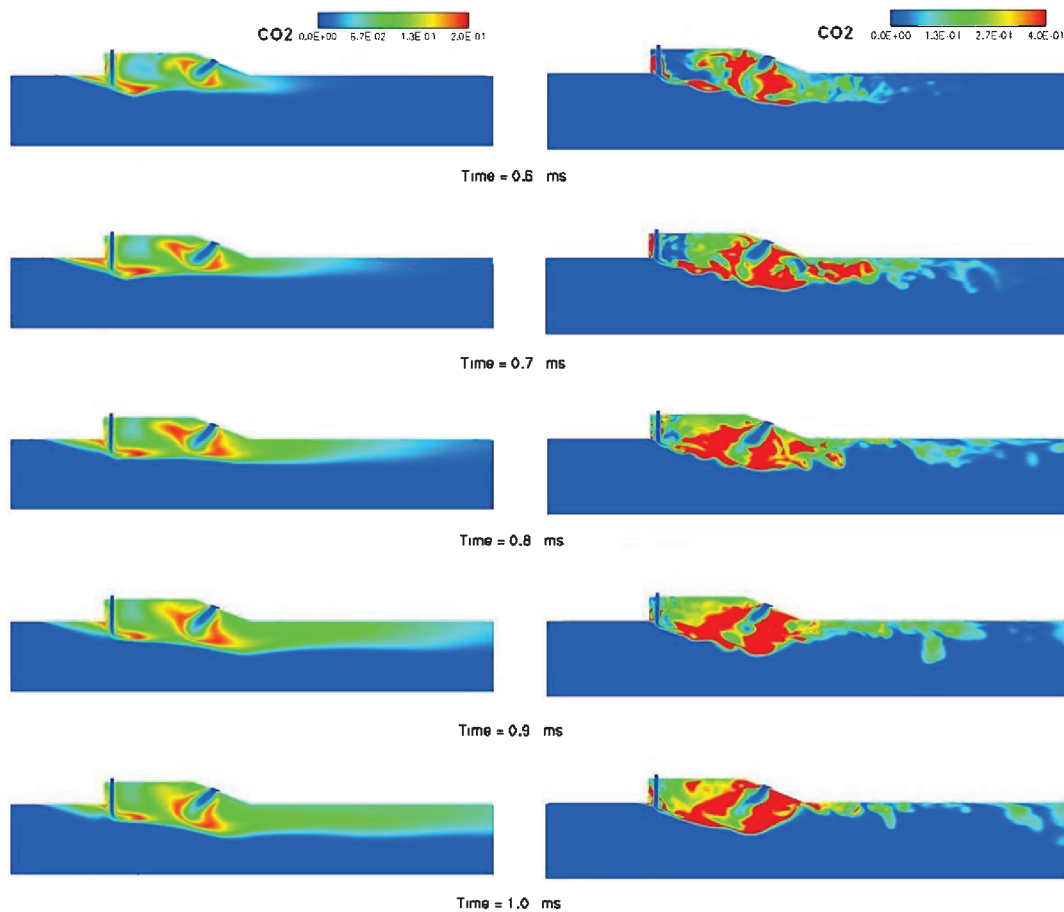 CO2 0.0E+00 6.7E-02 1.3E-01 2.0E-01
CO2 0.0E+00 1.3E-01 2.7E-01 4.0E-01
Time = 0.6 ms
Time = 0.7 ms
Time = 0.8 ms
Time = 0.9 ms
Time = 1.0 ms